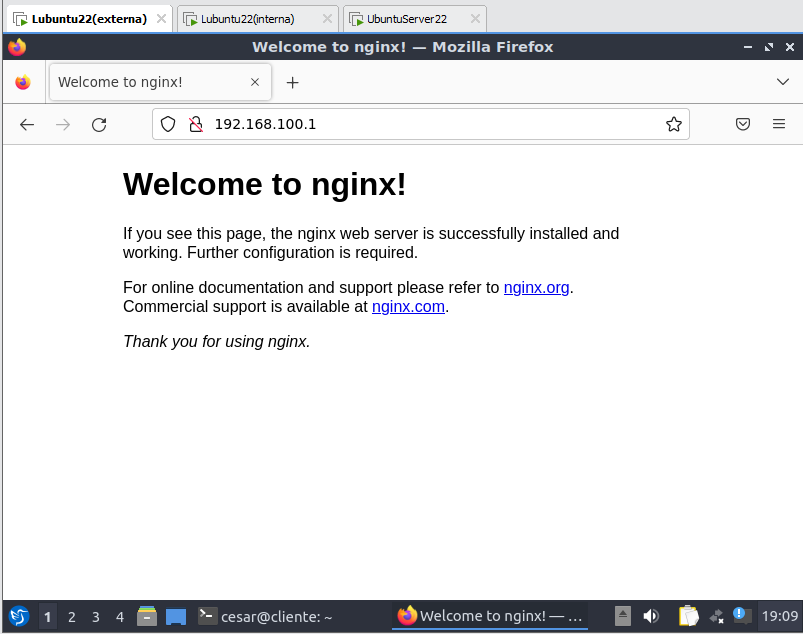 Lubuntu22(externa)
Lubuntu22(interna)
UbuntuServer22
Welcome to nginx! — Mozilla Firefox
Welcome to nginx!
192.168.100.1
Welcome to nginx!
If you see this page, the nginx web server is successfully installed and
working. Further configuration is required.
For online documentation and support please refer to nginx.org.
Commercial support is available at nginx.com.
Thank you for using nginx.
1 2 3 4 cesar@cliente: ~ Welcome to nginx! — ... 19:09